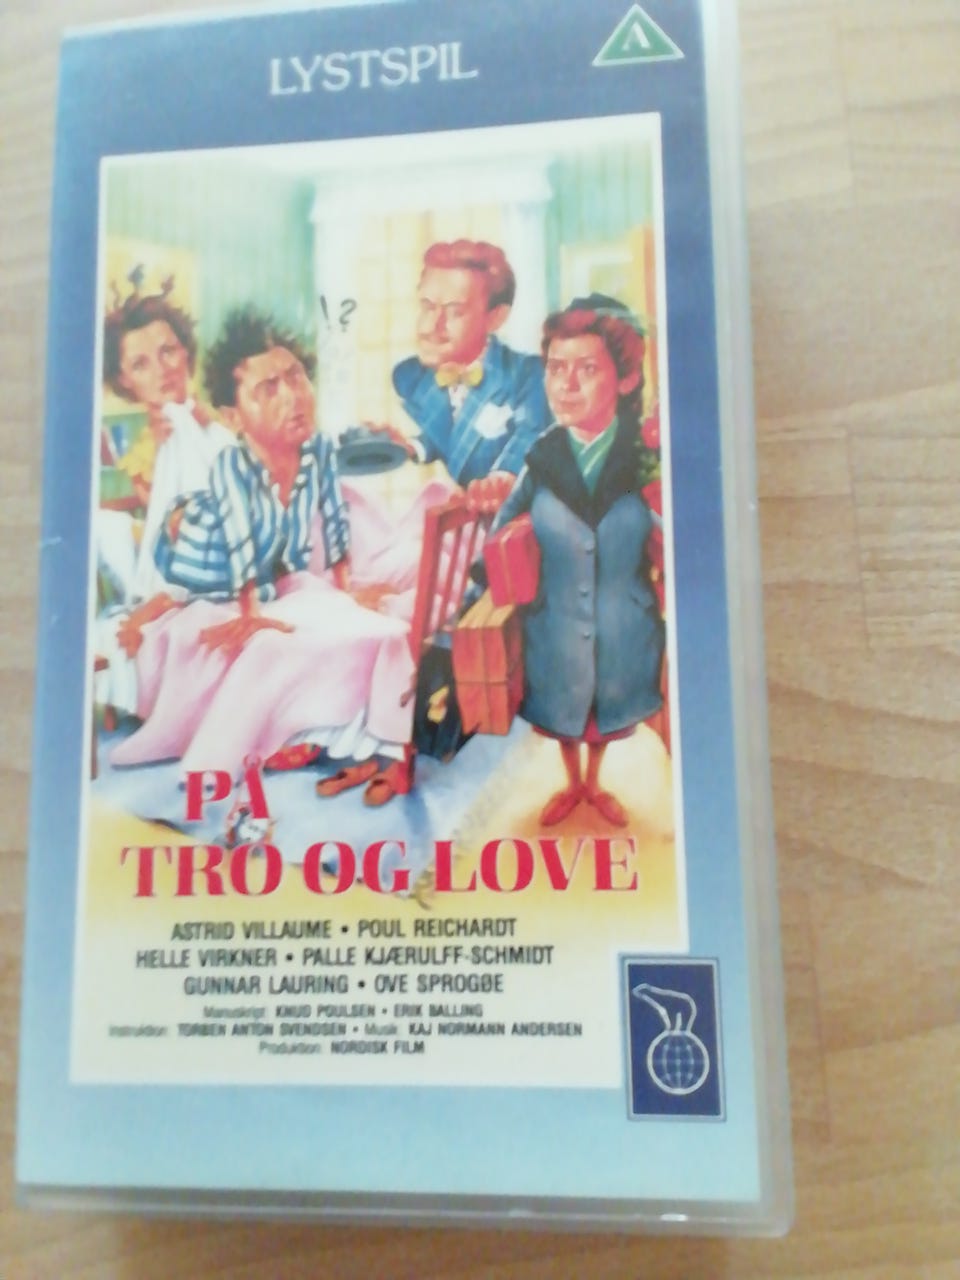 LYSTSPIL
A
!?
PÅ
TRO OG LOVE
ASTRID VILLAUME • POUL REICHARDT
HELLE VIRKNER • PALLE KJÆRULFF-SCHMIDT
GUNNAR LAURING • OVE SPROGØE
Manuskript: KNUD POULSEN • ERIK BALLING
Instruktion: TORBEN ANTON SVENDSEN • Musik: KAJ NORMANN ANDERSEN
Produktion: NORDISK FILM